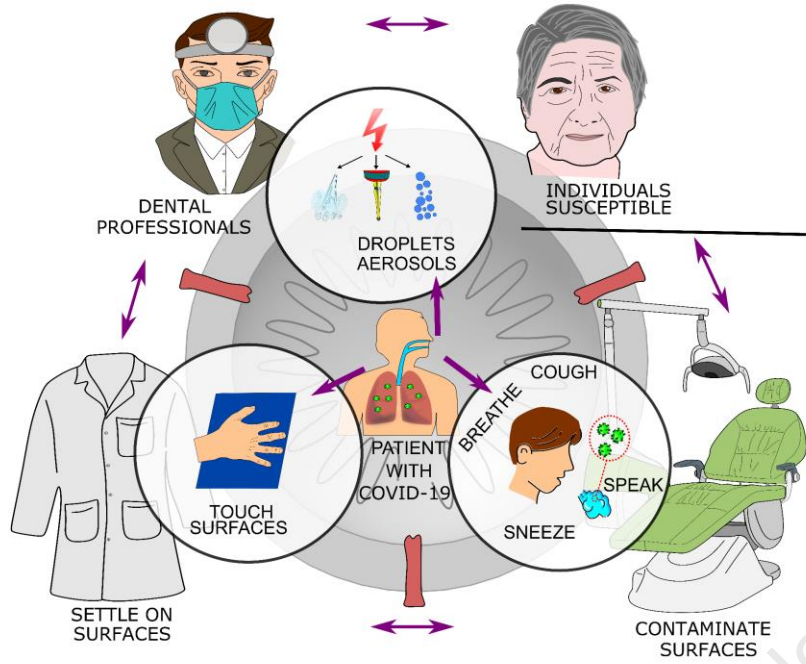 DENTAL
PROFESSIONALS
INDIVIDUALS
SUSCEPTIBLE
DROPLETS
AEROSOLS
TOUCH
SURFACES
PATIENT
WITH
COVID-19
COUGH
BREATHE
SPEAK
SNEEZE
SETTLE ON
SURFACES
CONTAMINATE
SURFACES